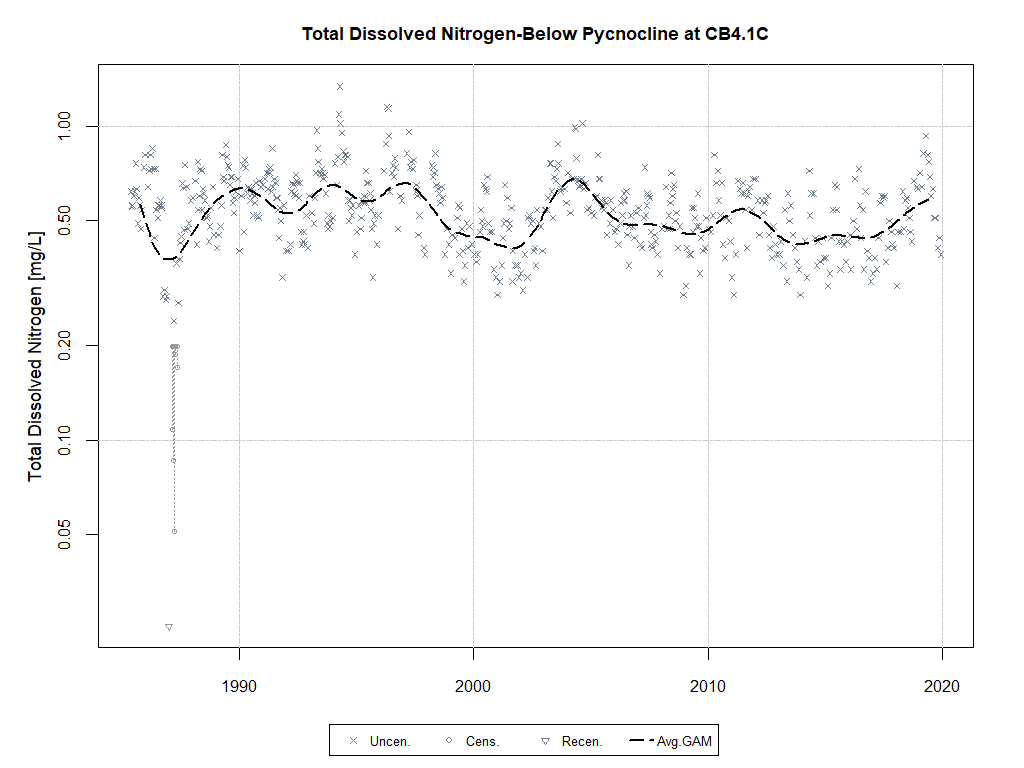 Total Dissolved Nitrogen-Below Pycnocline at CB4.1C
Total Dissolved Nitrogen [mg/L]
1.00
0.50
0.20
0.10
0.05
1990 2000 2010 2020
Uncen. Cens. Recen. Avg.GAM